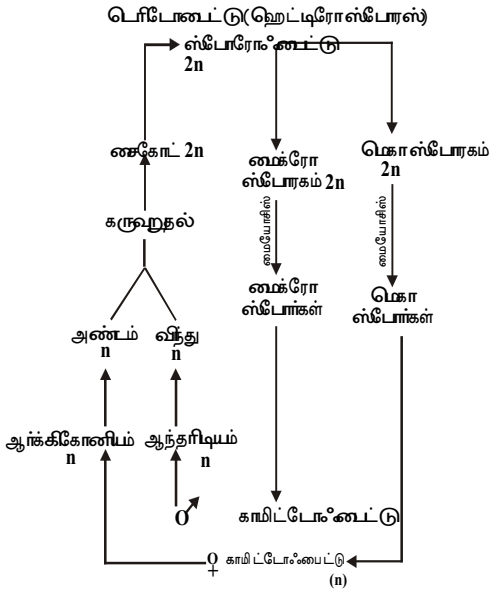 டெரிடோபைட்டு(ஹெட்டிரோஸ்போரஸ்)
ஸ்போரோஃபைட்டு
2n
சைகோட் 2n
கருவுறுதல்
அண்டம்
n
விந்து
n
ஆர்க்கிகோனியம்
n
ஆந்தரிடியம்
n
மைக்ரோ
ஸ்போரகம் 2n
மையோசிஸ்
மைக்ரோ
ஸ்போர்கள்
காமிட்டோஃபைட்டு
மெகாஸ்போரகம்
2n
மையோசிஸ்
மெகா
ஸ்போர்கள்
♂
♀ காமிட்டோஃபைட்டு
(n)